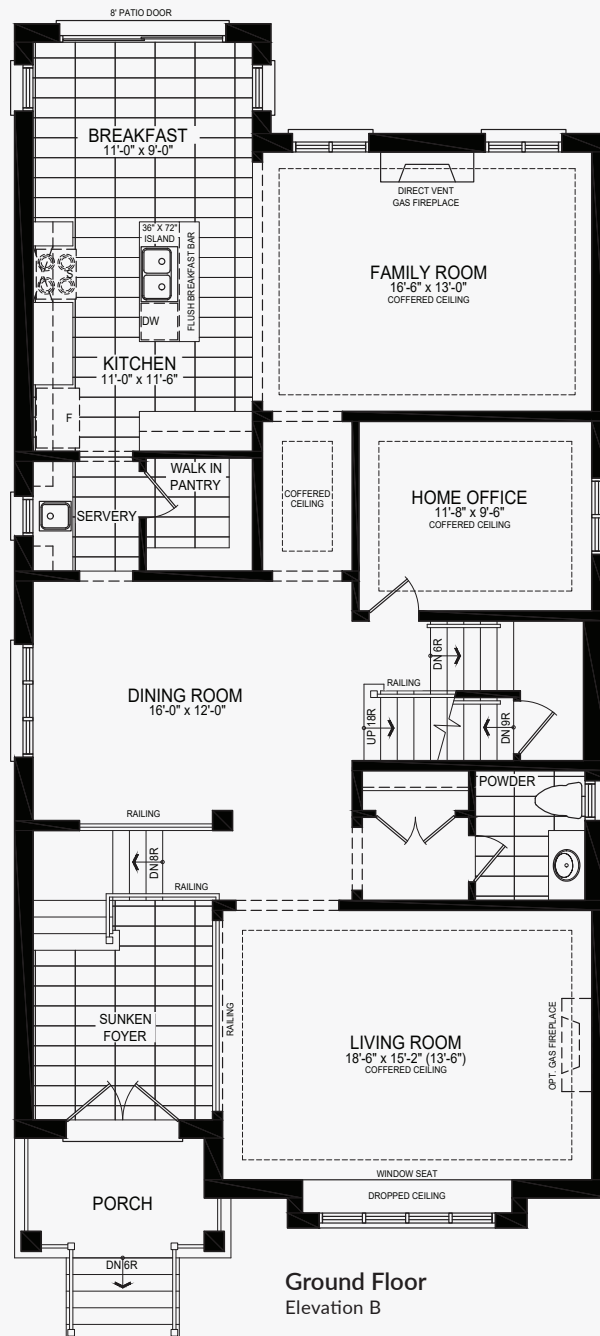 8' PATIO DOOR
BREAKFAST
11'-0" x 9'-0"
DIRECT VENT
GAS FIREPLACE
36" X 72"
ISLAND
FLUSH BREAKFAST BAR
DW
FAMILY ROOM
16'-6" x 13'-0"
COFFERED CEILING
KITCHEN
11'-0" x 11'-6"
F
WALK IN
PANTRY
SERVERY
COFFERED
CEILING
HOME OFFICE
11'-8" x 9'-6"
COFFERED CEILING
DN 6R
RAILING
UP 18R
DN 9R
DINING ROOM
16'-0" x 12'-0"
POWDER
RAILING
DN 8R
RAILING
SUNKEN
FOYER
RAILING
LIVING ROOM
18'-6" x 15'-2" (13'-6")
COFFERED CEILING
OPT. GAS FIREPLACE
WINDOW SEAT
DROPPED CEILING
PORCH
DN 6R
Ground Floor
Elevation B